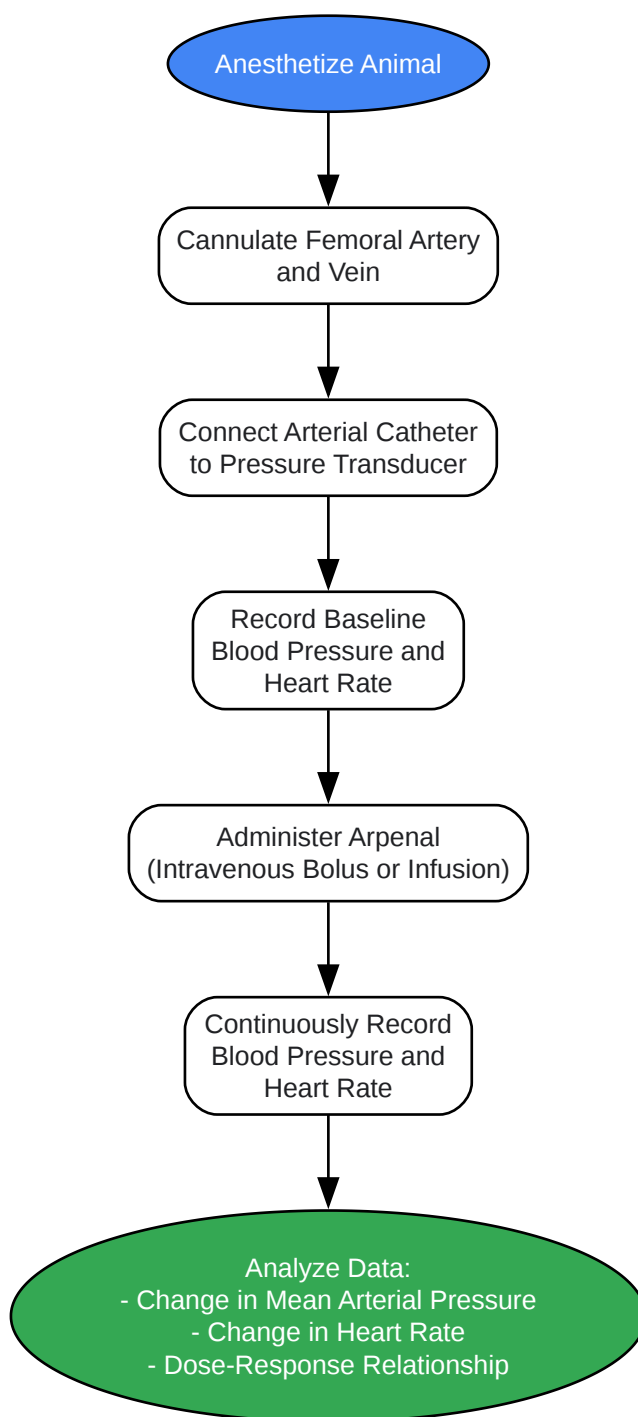 Anesthetize Animal
Cannulate Femoral Artery
and Vein
Connect Arterial Catheter
to Pressure Transducer
Record Baseline
Blood Pressure and
Heart Rate
Administer Arpenal
(Intravenous Bolus or Infusion)
Continuously Record
Blood Pressure and
Heart Rate
Analyze Data:
- Change in Mean Arterial Pressure
- Change in Heart Rate
- Dose-Response Relationship